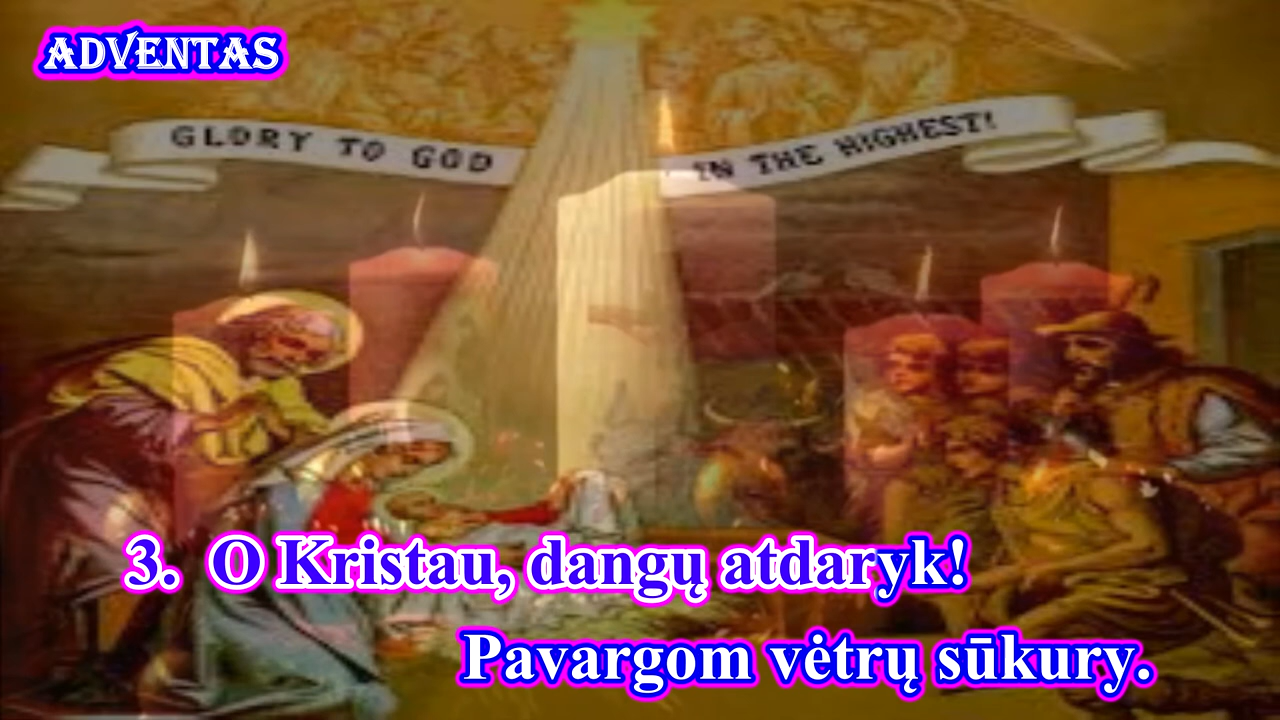 ADVENTAS
GLORY TO GOD IN THE HIGHEST!
3. O Kristau, dangų atdaryk!
Pavargom vėtrų sūkury.